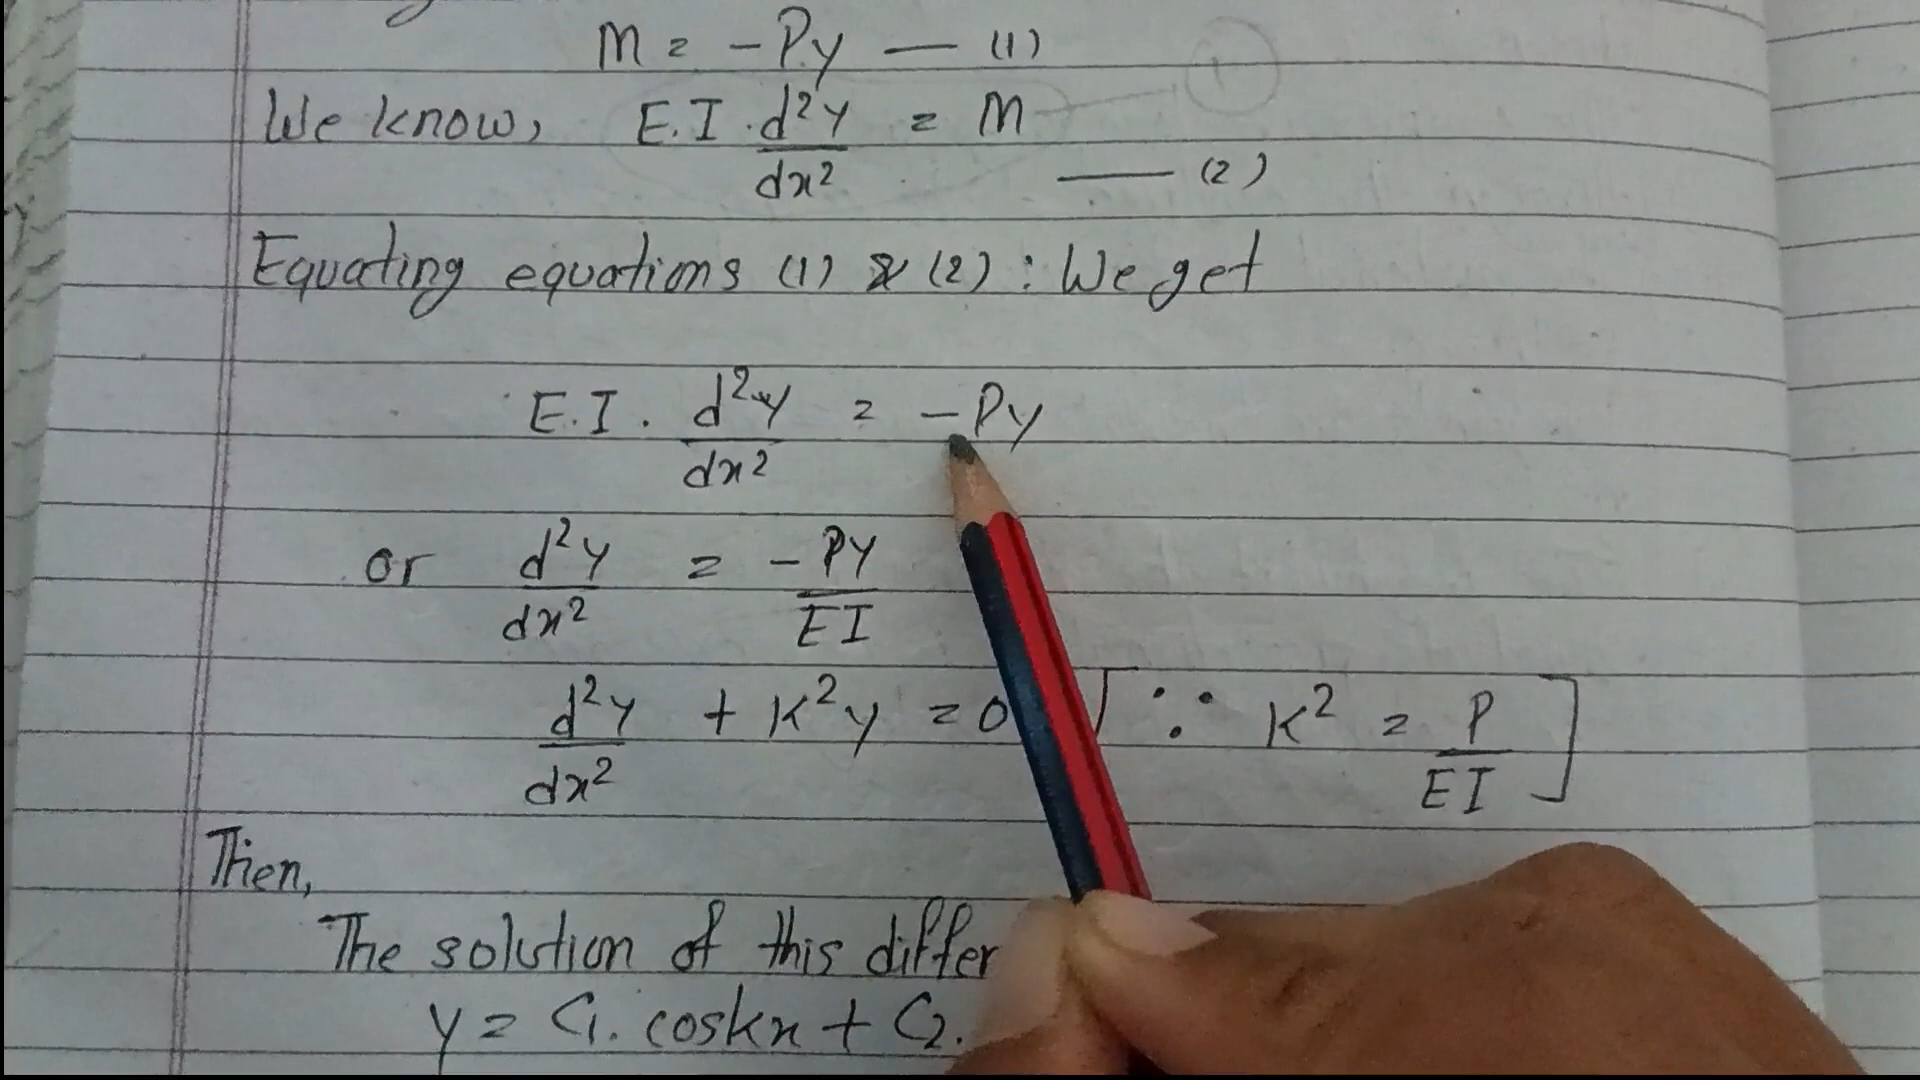 M = -Py — (1)
We know, E.I. d²y/dx² = M — (2)
Equating equations (1) & (2): We get
E.I. d²y/dx² = -Py
or d²y/dx² = -PY/EI
d²y/dx² + K²y = 0 [∵ K² = P/EI]
Then,
The solution of this differ
y = C₁. coskx + C₂.